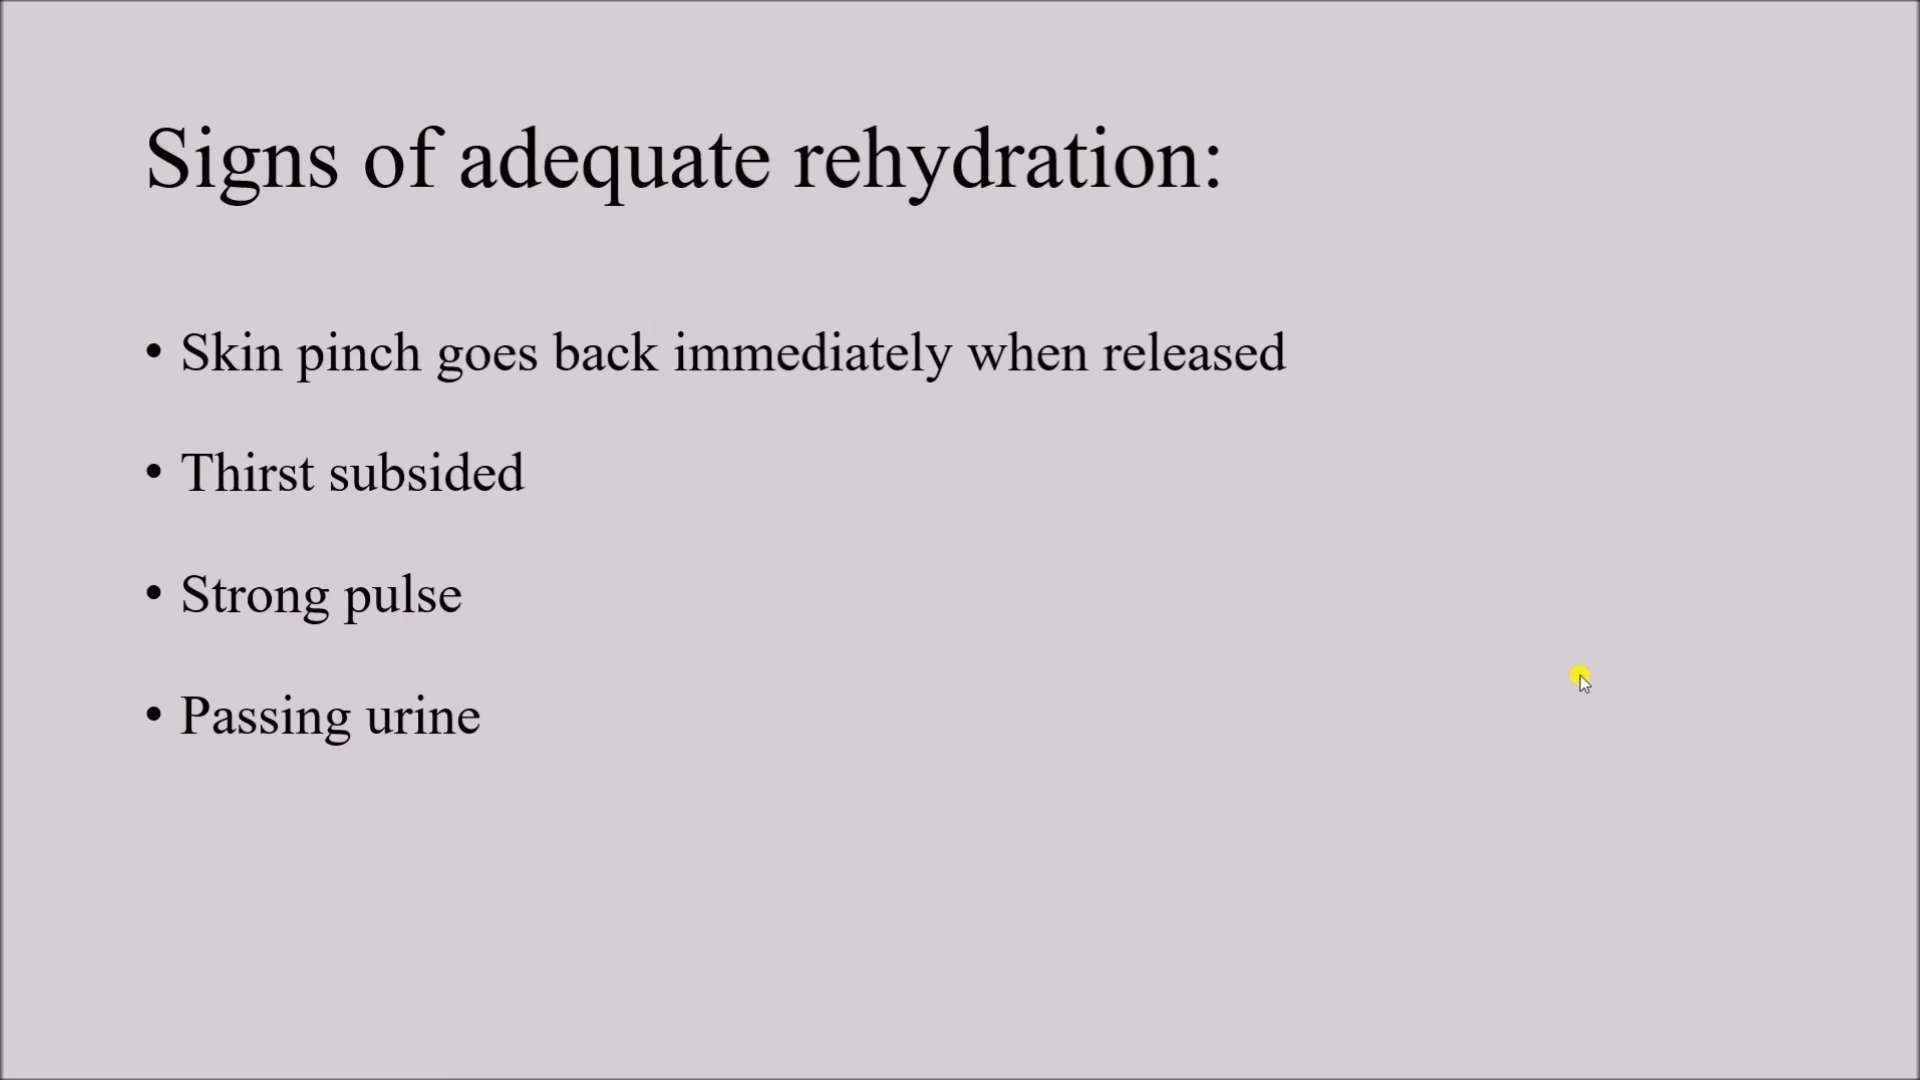 Signs of adequate rehydration:
• Skin pinch goes back immediately when released
• Thirst subsided
• Strong pulse
• Passing urine